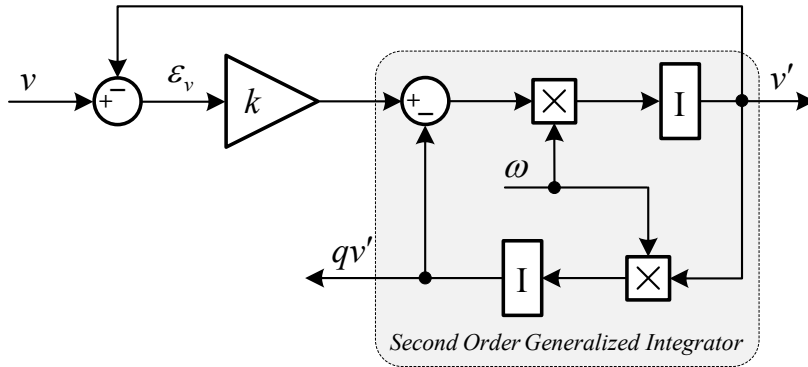 v
+
−
ε_v
k
+
−
×
I
v′
ω
qv′
I
×
Second Order Generalized Integrator